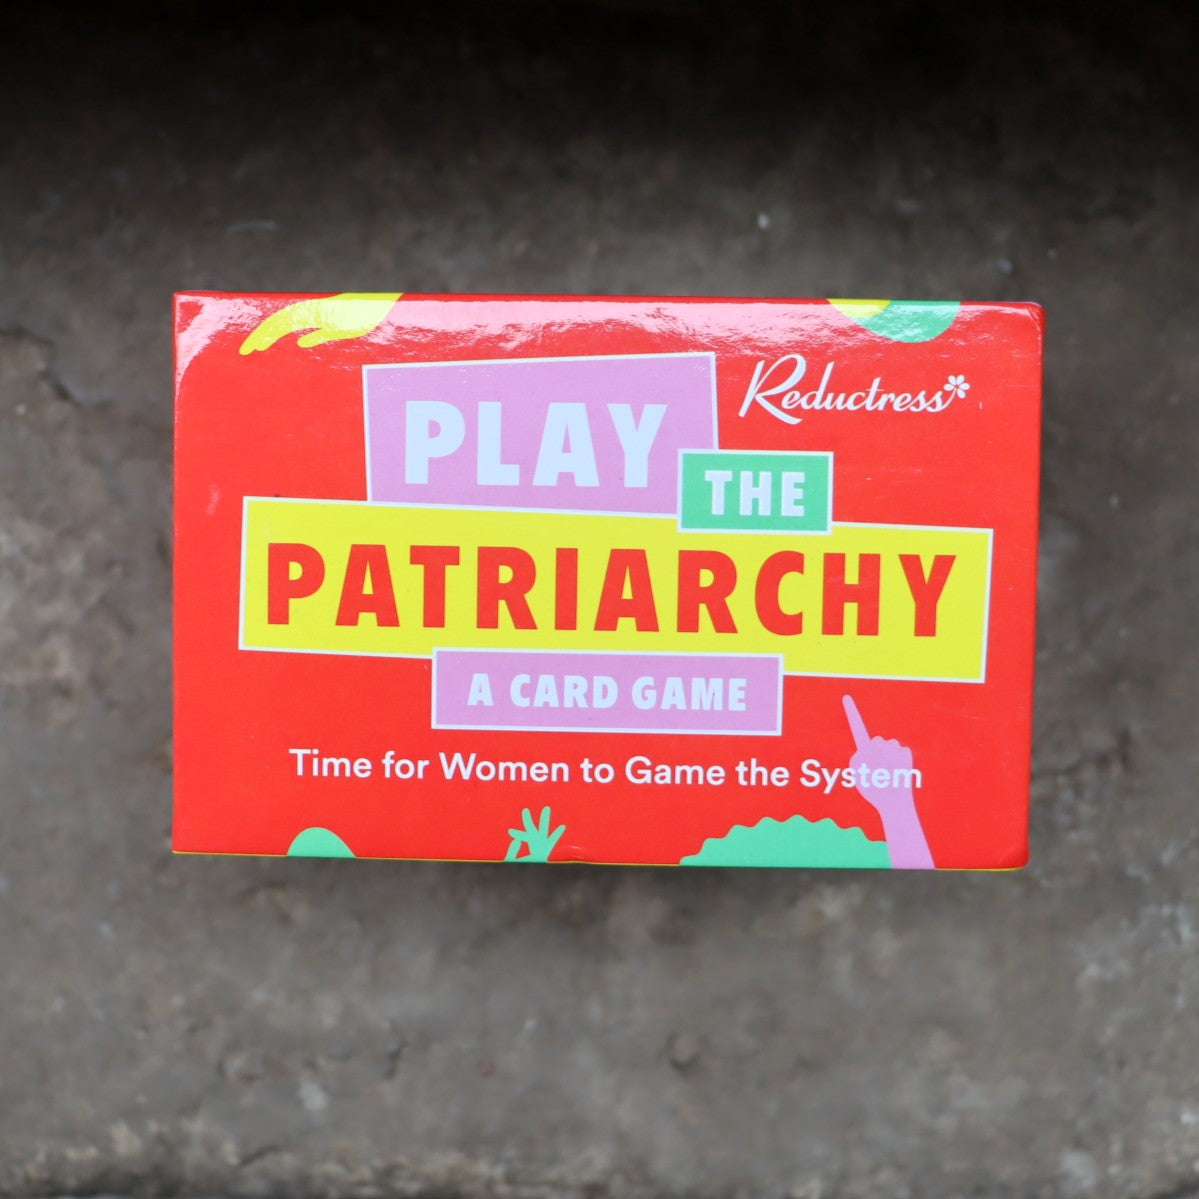 Reductress
PLAY
THE
PATRIARCHY
A CARD GAME
Time for Women to Game the System